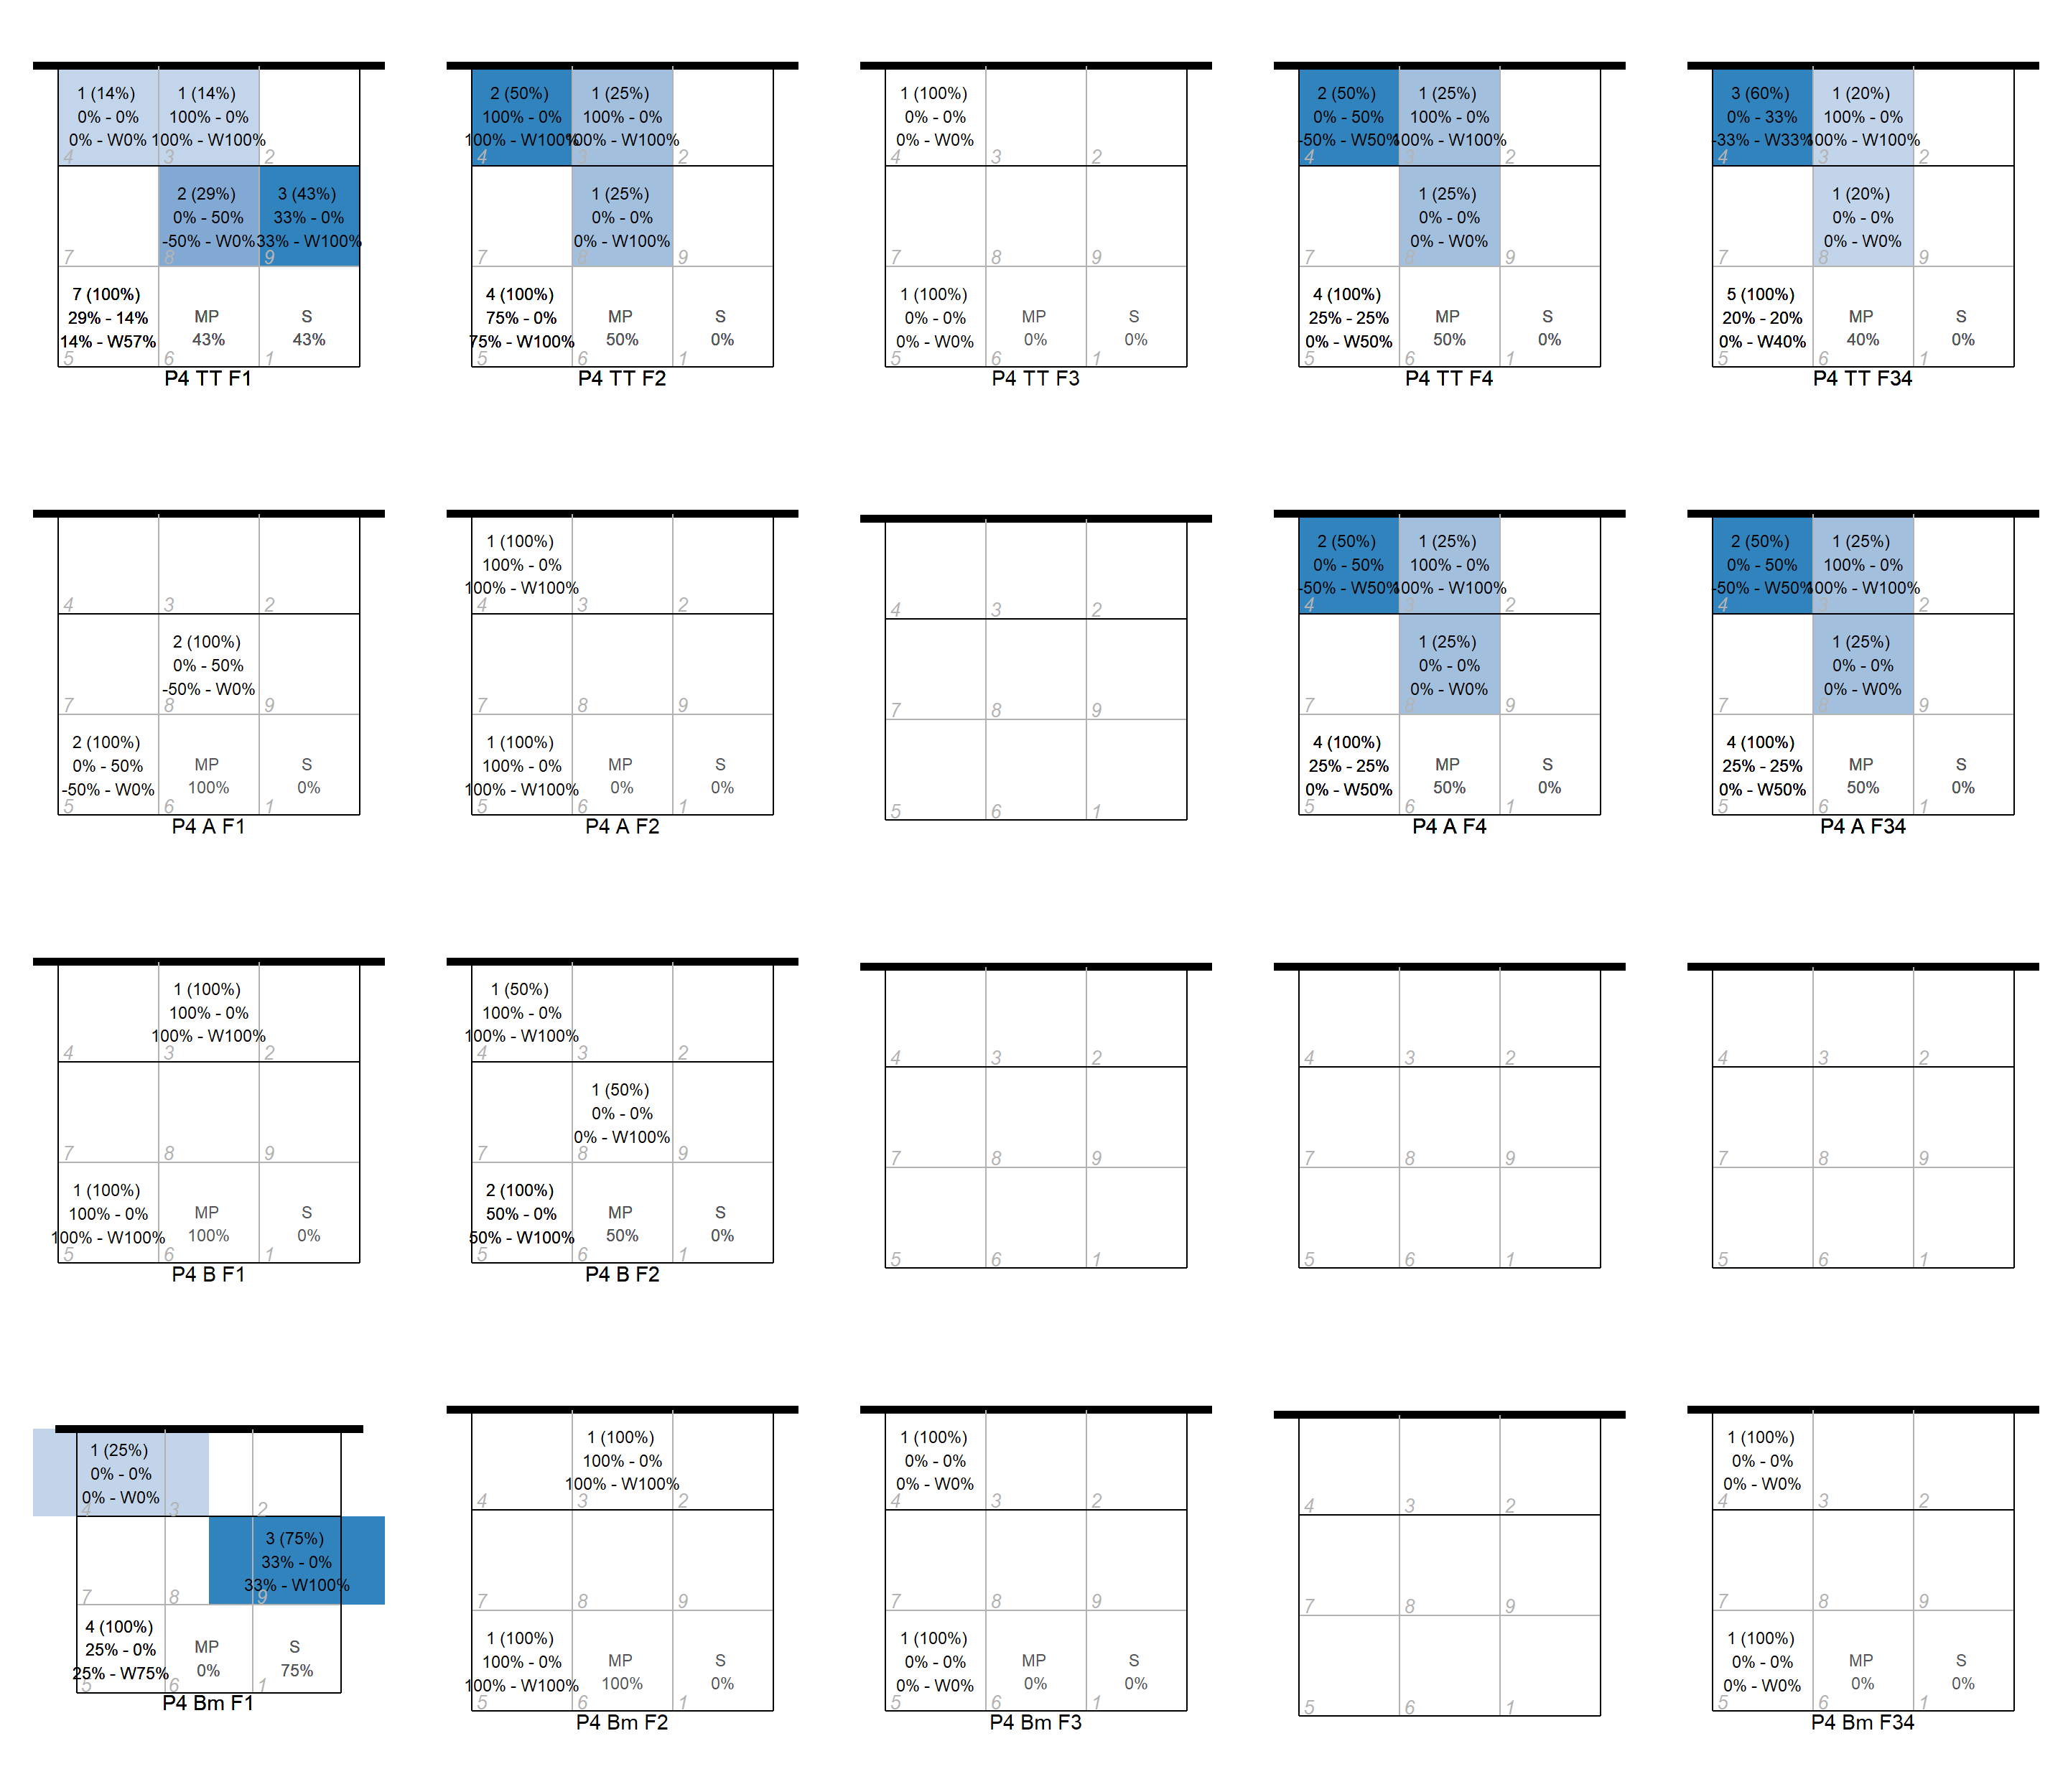 1 (14%)
0% - 0%
0% - W0%
4
1 (14%)
100% - 0%
100% - W100%
3
2
7
2 (29%)
0% - 50%
-50% - W0%
8
3 (43%)
33% - 0%
33% - W100%
9
7 (100%)
29% - 14%
14% - W57%
5
MP
43%
6
S
43%
1
P4 TT F1
2 (50%)
100% - 0%
100% - W100%
4
1 (25%)
100% - 0%
100% - W100%
3
2
7
1 (25%)
0% - 0%
0% - W100%
8
9
4 (100%)
75% - 0%
75% - W100%
5
MP
50%
6
S
0%
1
P4 TT F2
1 (100%)
0% - 0%
0% - W0%
4
3
2
7
8
9
1 (100%)
0% - 0%
0% - W0%
5
MP
0%
6
S
0%
1
P4 TT F3
2 (50%)
0% - 50%
-50% - W50%
4
1 (25%)
100% - 0%
100% - W100%
3
2
7
1 (25%)
0% - 0%
0% - W0%
8
9
4 (100%)
25% - 25%
0% - W50%
5
MP
50%
6
S
0%
1
P4 TT F4
3 (60%)
0% - 33%
-33% - W33%
4
1 (20%)
100% - 0%
100% - W100%
3
2
7
1 (20%)
0% - 0%
0% - W0%
8
9
5 (100%)
20% - 20%
0% - W40%
5
MP
40%
6
S
0%
1
P4 TT F34
4
3
2
7
2 (100%)
0% - 50%
-50% - W0%
8
9
2 (100%)
0% - 50%
-50% - W0%
5
MP
100%
6
S
0%
1
P4 A F1
1 (100%)
100% - 0%
100% - W100%
4
3
2
7
8
9
1 (100%)
100% - 0%
100% - W100%
5
MP
0%
6
S
0%
1
P4 A F2
4
3
2
7
8
9
5
6
1
2 (50%)
0% - 50%
-50% - W50%
4
1 (25%)
100% - 0%
100% - W100%
3
2
7
1 (25%)
0% - 0%
0% - W0%
8
9
4 (100%)
25% - 25%
0% - W50%
5
MP
50%
6
S
0%
1
P4 A F4
2 (50%)
0% - 50%
-50% - W50%
4
1 (25%)
100% - 0%
100% - W100%
3
2
7
1 (25%)
0% - 0%
0% - W0%
8
9
4 (100%)
25% - 25%
0% - W50%
5
MP
50%
6
S
0%
1
P4 A F34
4
1 (100%)
100% - 0%
100% - W100%
3
2
7
8
9
1 (100%)
100% - 0%
100% - W100%
5
MP
100%
6
S
0%
1
P4 B F1
1 (50%)
100% - 0%
100% - W100%
4
3
2
7
1 (50%)
0% - 0%
0% - W100%
8
9
2 (100%)
50% - 0%
50% - W100%
5
MP
50%
6
S
0%
1
P4 B F2
4
3
2
7
8
9
5
6
1
4
3
2
7
8
9
5
6
1
4
3
2
7
8
9
5
6
1
1 (25%)
0% - 0%
0% - W0%
4
3
2
7
8
3 (75%)
33% - 0%
33% - W100%
9
4 (100%)
25% - 0%
25% - W75%
5
MP
0%
6
S
75%
1
P4 Bm F1
4
1 (100%)
100% - 0%
100% - W100%
3
2
7
8
9
1 (100%)
100% - 0%
100% - W100%
5
MP
100%
6
S
0%
1
P4 Bm F2
1 (100%)
0% - 0%
0% - W0%
4
3
2
7
8
9
1 (100%)
0% - 0%
0% - W0%
5
MP
0%
6
S
0%
1
P4 Bm F3
4
3
2
7
8
9
5
6
1
1 (100%)
0% - 0%
0% - W0%
4
3
2
7
8
9
1 (100%)
0% - 0%
0% - W0%
5
MP
0%
6
S
0%
1
P4 Bm F34